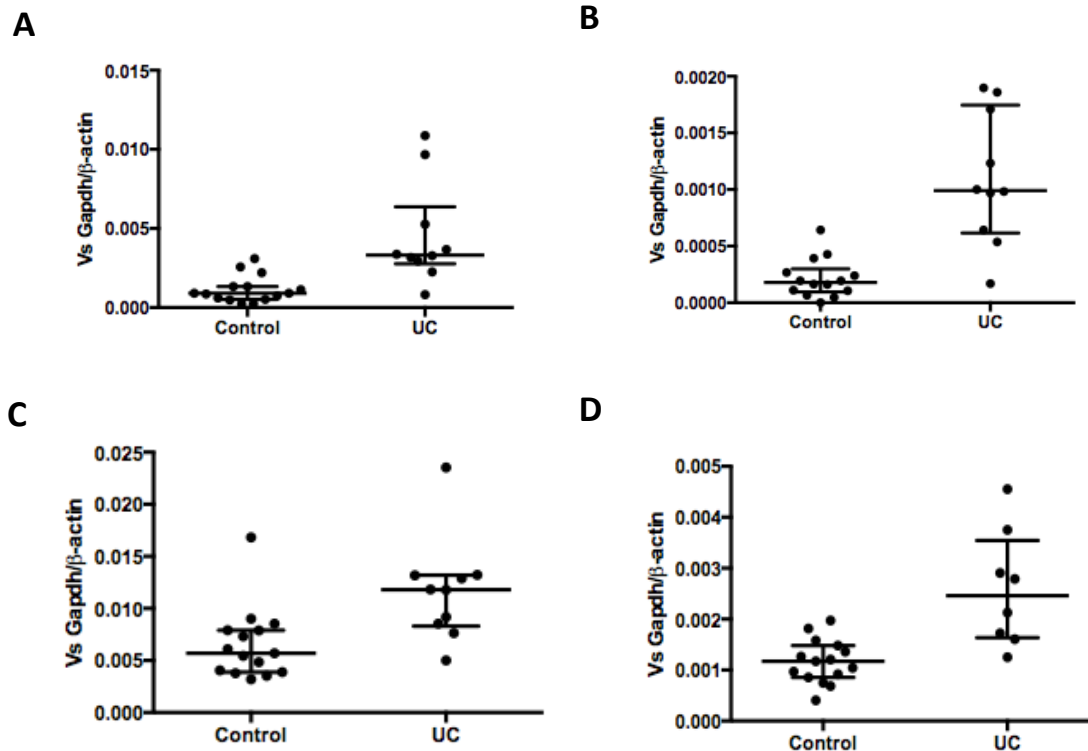 A
Vs Gapdh/β-actin
0.015
0.010
0.005
0.000
Control UC
B
Vs Gapdh/β-actin
0.0020
0.0015
0.0010
0.0005
0.0000
Control UC
C
Vs Gapdh/β-actin
0.025
0.020
0.015
0.010
0.005
0.000
Control UC
D
Vs Gapdh/β-actin
0.005
0.004
0.003
0.002
0.001
0.000
Control UC